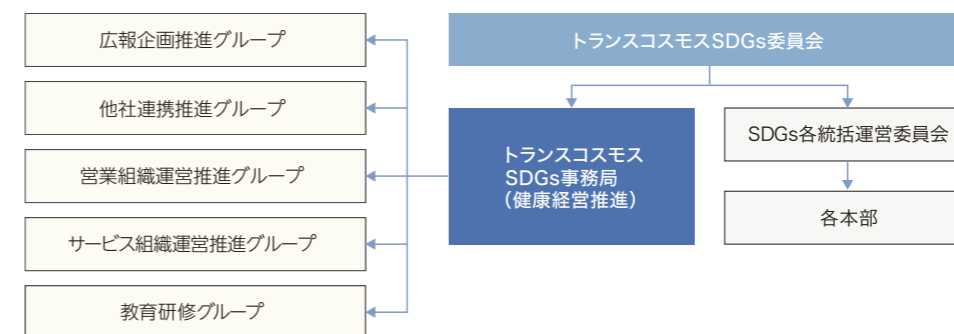 広報企画推進グループ
他社連携推進グループ
営業組織運営推進グループ
サービス組織運営推進グループ
教育研修グループ
トランスコスモスSDGs委員会
トランスコスモス
SDGs事務局
（健康経営推進）
SDGs各統括運営委員会
各本部